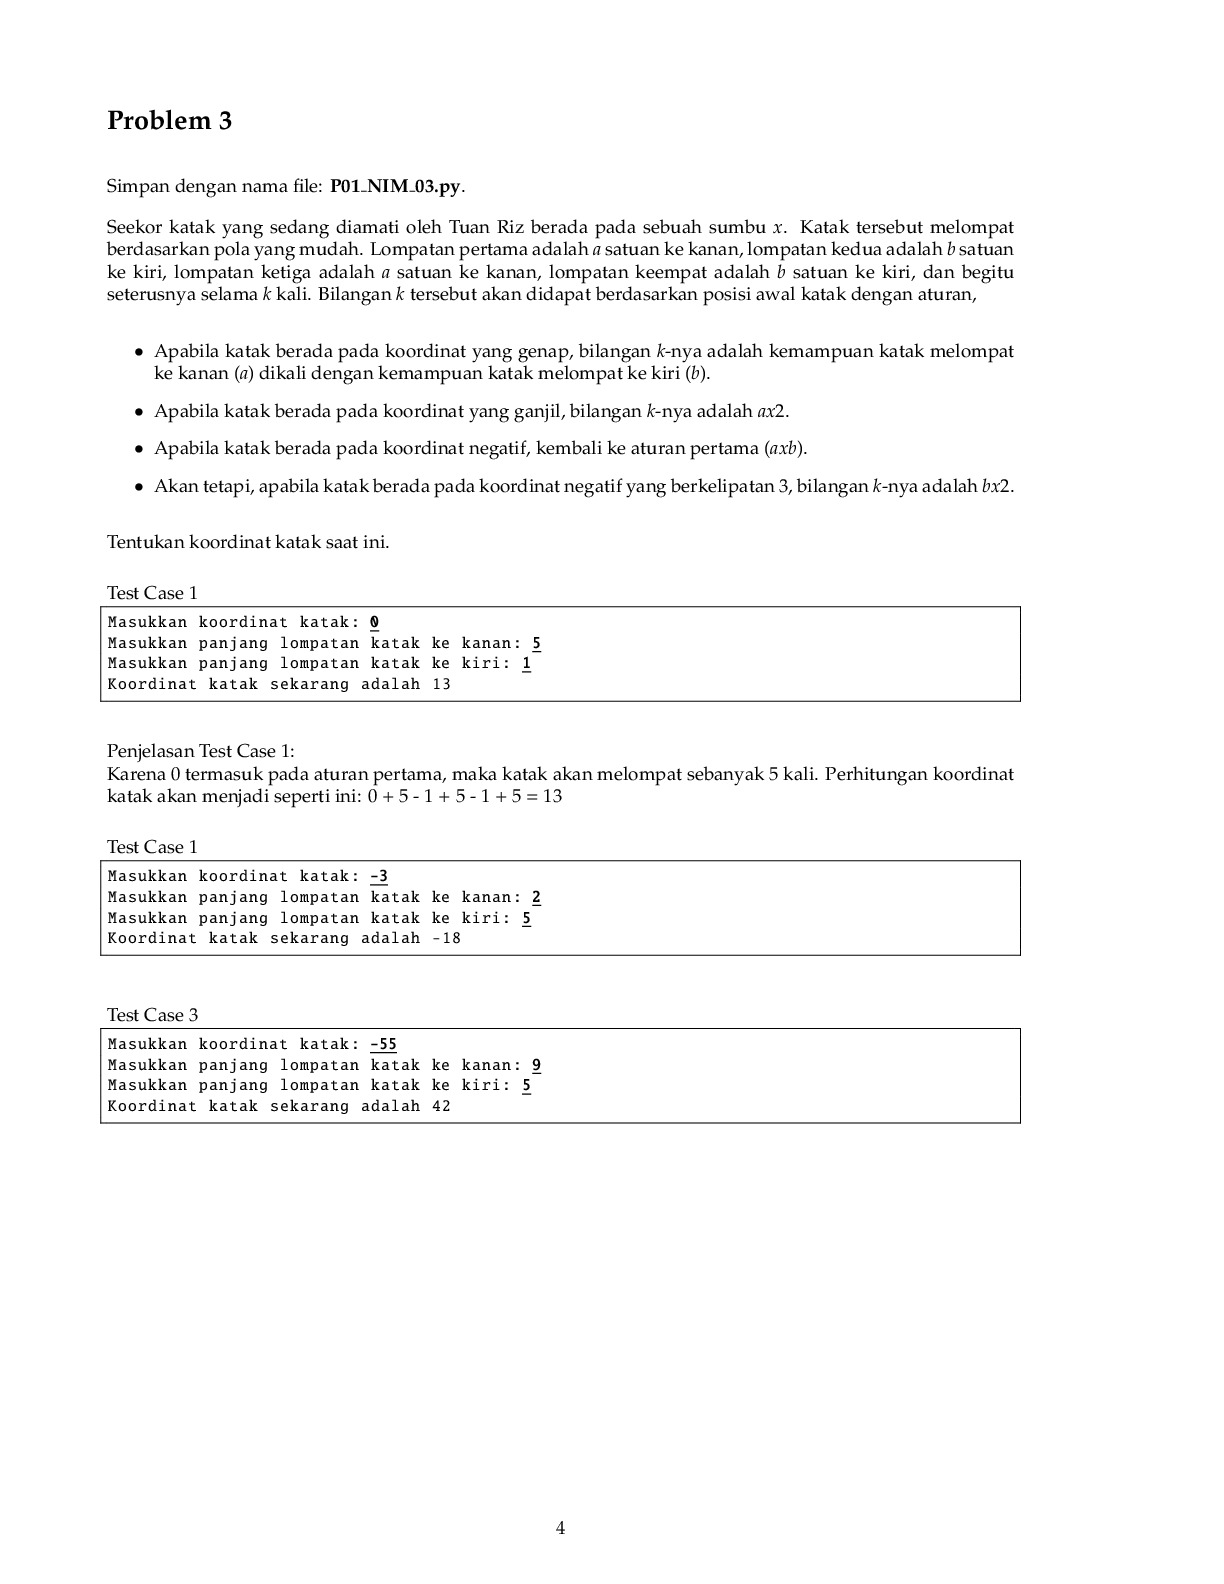 Problem 3
Simpan dengan nama file: P01_NIM_03.py.
Seekor katak yang sedang diamati oleh Tuan Riz berada pada sebuah sumbu x. Katak tersebut melompat
berdasarkan pola yang mudah. Lompatan pertama adalah a satuan ke kanan, lompatan kedua adalah b satuan
ke kiri, lompatan ketiga adalah a satuan ke kanan, lompatan keempat adalah b satuan ke kiri, dan begitu
seterusnya selama k kali. Bilangan k tersebut akan didapat berdasarkan posisi awal katak dengan aturan,
• Apabila katak berada pada koordinat yang genap, bilangan k-nya adalah kemampuan katak melompat
ke kanan (a) dikali dengan kemampuan katak melompat ke kiri (b).
• Apabila katak berada pada koordinat yang ganjil, bilangan k-nya adalah ax2.
• Apabila katak berada pada koordinat negatif, kembali ke aturan pertama (axb).
• Akan tetapi, apabila katak berada pada koordinat negatif yang berkelipatan 3, bilangan k-nya adalah bx2.
Tentukan koordinat katak saat ini.
Test Case 1
Masukkan koordinat katak: 0
Masukkan panjang lompatan katak ke kanan: 5
Masukkan panjang lompatan katak ke kiri: 1
Koordinat katak sekarang adalah 13
Penjelasan Test Case 1:
Karena 0 termasuk pada aturan pertama, maka katak akan melompat sebanyak 5 kali. Perhitungan koordinat
katak akan menjadi seperti ini: 0 + 5 - 1 + 5 - 1 + 5 = 13
Test Case 1
Masukkan koordinat katak: -3
Masukkan panjang lompatan katak ke kanan: 2
Masukkan panjang lompatan katak ke kiri: 5
Koordinat katak sekarang adalah -18
Test Case 3
Masukkan koordinat katak: -55
Masukkan panjang lompatan katak ke kanan: 9
Masukkan panjang lompatan katak ke kiri: 5
Koordinat katak sekarang adalah 42
4